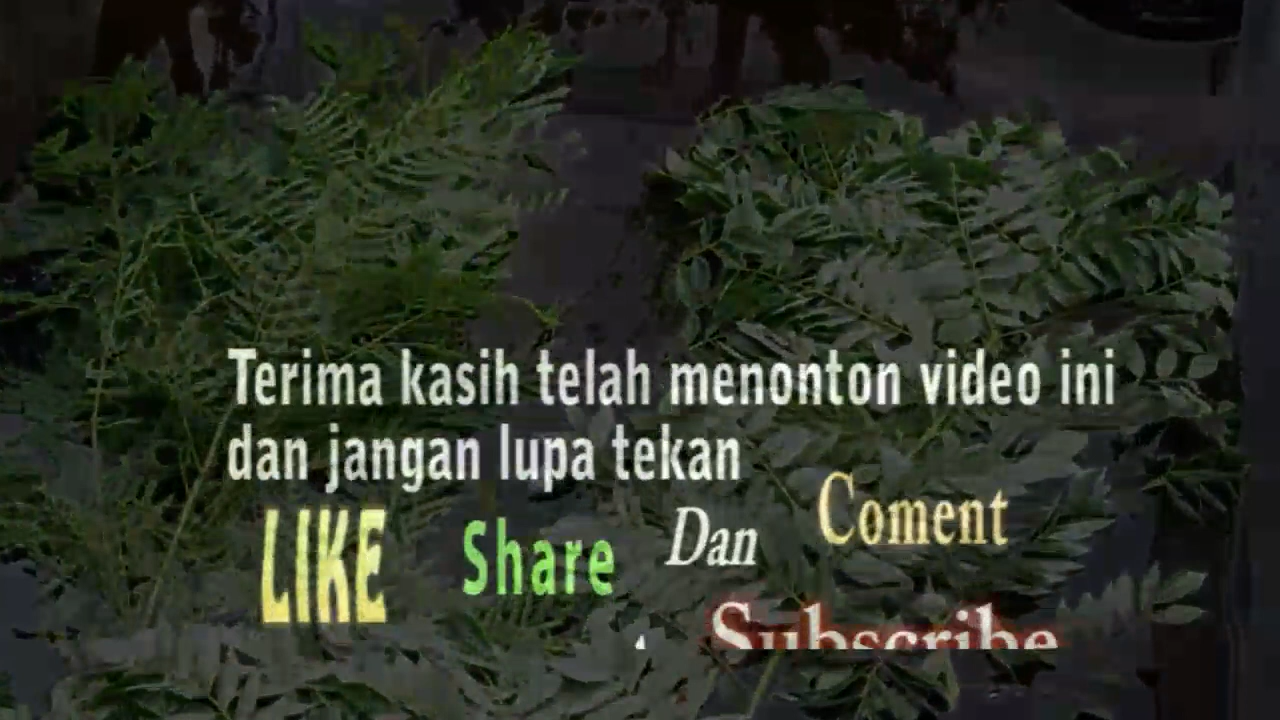 Terima kasih telah menonton video ini
dan jangan lupa tekan
LIKE Share Dan Coment
Subscribe